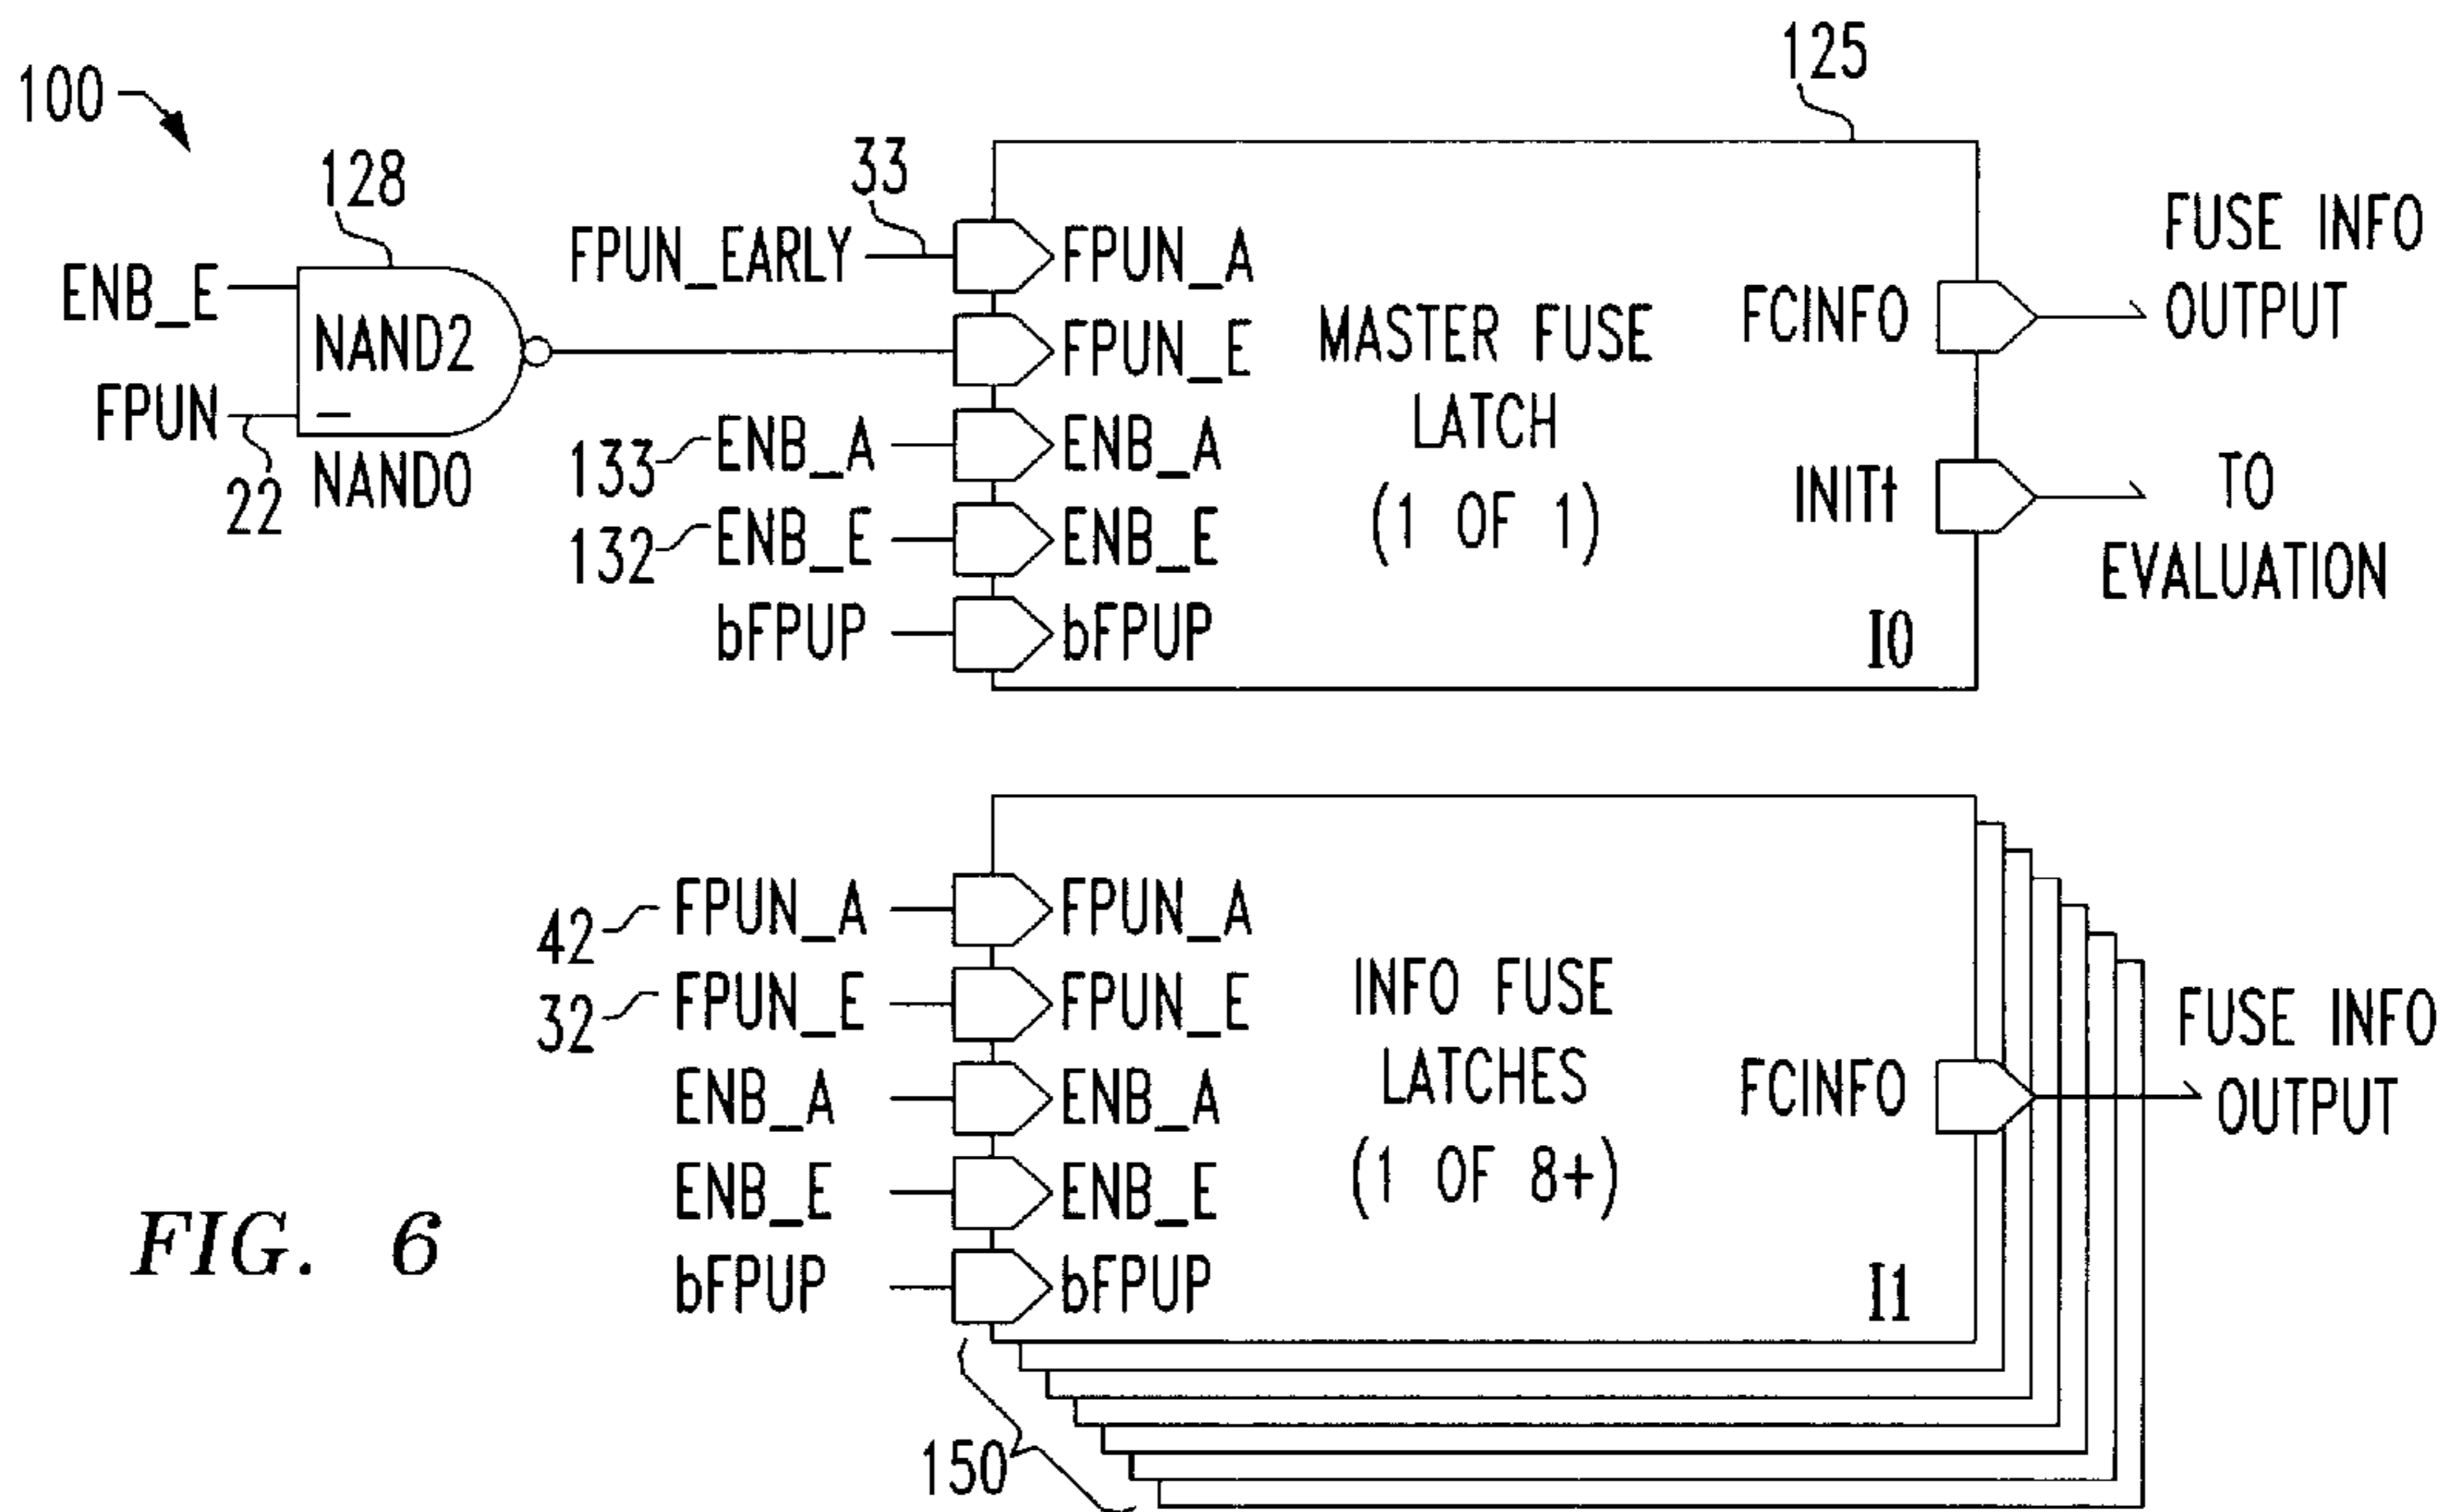 100
125
128
33
ENB_E
NAND2
FPUN
22
NAND0
FPUN_EARLY
FPUN_A
FPUN_E
133 ENB_A
ENB_A
132 ENB_E
ENB_E
bFPUP
bFPUP
MASTER FUSE
LATCH
(1 OF 1)
FCINFO
INITt
I0
FUSE INFO
OUTPUT
TO
EVALUATION
42 FPUN_A
FPUN_A
32 FPUN_E
FPUN_E
ENB_A
ENB_A
ENB_E
ENB_E
bFPUP
bFPUP
INFO FUSE
LATCHES
(1 OF 8+)
FCINFO
I1
FUSE INFO
OUTPUT
150
FIG. 6